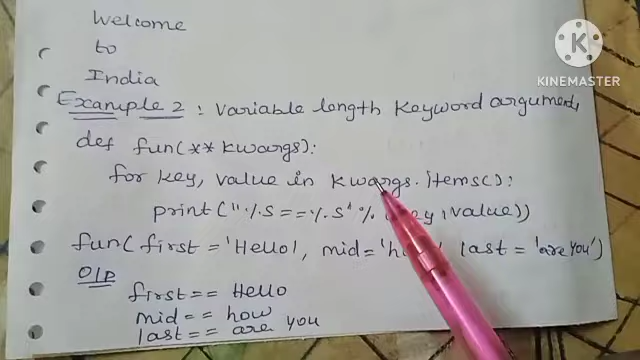 Welcome
to
India
Example 2 : Variable length Keyword arguments
def fun(** kwargs):
for key, value in kwargs.items():
print("%s == %s" % key, value))
fun(first = 'Hello', mid = ' last = 'are you')
O/P
first == Hello
mid == how
last == are you
KINEMASTER